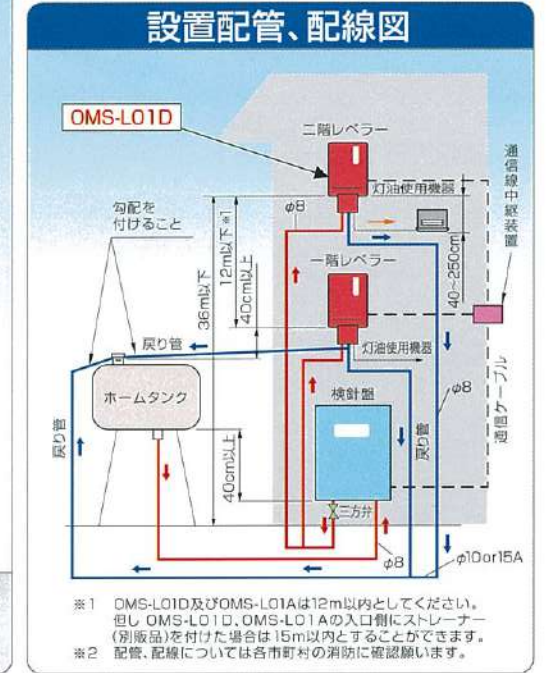 設置配管、配線図
OMS-L01D
二階レベラー
灯油使用機器
通信線中継装置
勾配を
付けること
φ8
12m以下※1
36m以下
40cm以上
40~250cm
一階レベラー
戻り管
灯油使用機器
ホームタンク
検針盤
φ8
戻り管
戻り管
通信ケーブル
40cm以上
三方弁
φ8
φ10or15A
※1 OMS-L01D及びOMS-L01Aは12m以内としてください。
但し OMS-L01D、OMS-L01Aの入口側にストレーナー
(別販品)を付けた場合は15m以内とすることができます。
※2 配管、配線については各市町村の消防に確認願います。